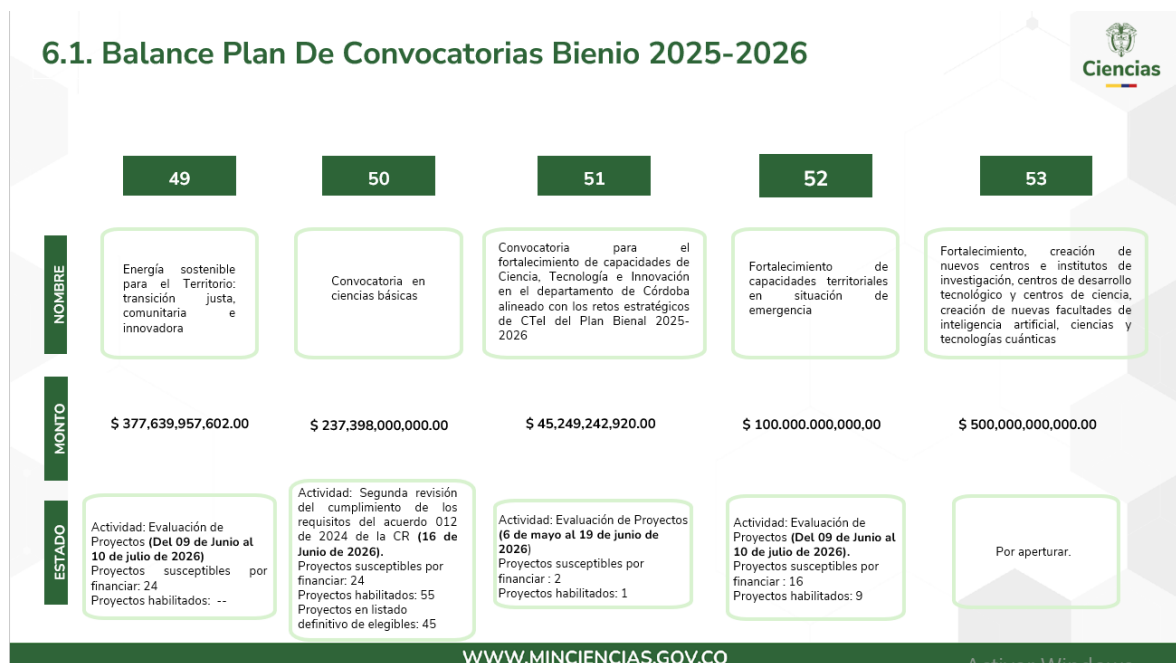 6.1. Balance Plan De Convocatorias Bienio 2025-2026
Ciencias
49
50
51
52
53
NOMBRE
Energía sostenible
para el Territorio:
transición justa,
comunitaria e
innovadora
Convocatoria en
ciencias básicas
Convocatoria para el
fortalecimiento de capacidades de
Ciencia, Tecnología e Innovación
en el departamento de Córdoba
alineado con los retos estratégicos
de CTeI del Plan Bienal 2025-
2026
Fortalecimiento de
capacidades territoriales
en situación de
emergencia
Fortalecimiento, creación de
nuevos centros e institutos de
investigación, centros de desarrollo
tecnológico y centros de ciencia,
creación de nuevas facultades de
inteligencia artificial, ciencias y
tecnologías cuánticas
MONTO
$ 377,639,957,602.00
$ 237,398,000,000.00
$ 45,249,242,920.00
$ 100.000.000,000,00
$ 500,000,000,000.00
ESTADO
Actividad: Evaluación de
Proyectos (Del 09 de Junio al
10 de julio de 2026)
Proyectos susceptibles por
financiar: 24
Proyectos habilitados: --
Actividad: Segunda revisión
del cumplimiento de los
requisitos del acuerdo 012
de 2024 de la CR (16 de
Junio de 2026).
Proyectos susceptibles por
financiar: 24
Proyectos habilitados: 55
Proyectos en listado
definitivo de elegibles: 45
Actividad: Evaluación de Proyectos
(6 de mayo al 19 de junio de
2026)
Proyectos susceptibles por
financiar : 2
Proyectos habilitados: 1
Actividad: Evaluación de
Proyectos (Del 09 de Junio al
10 de julio de 2026).
Proyectos susceptibles por
financiar : 16
Proyectos habilitados: 9
Por aperturar.
WWW.MINCIENCIAS.GOV.CO